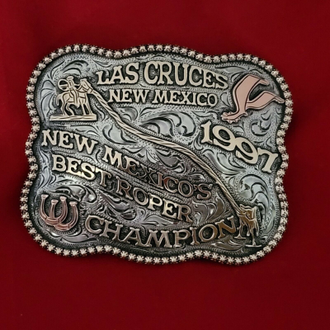 LAS CRUCES
NEW MEXICO
1997
NEW MEXICO'S
BEST ROPER
CHAMPION